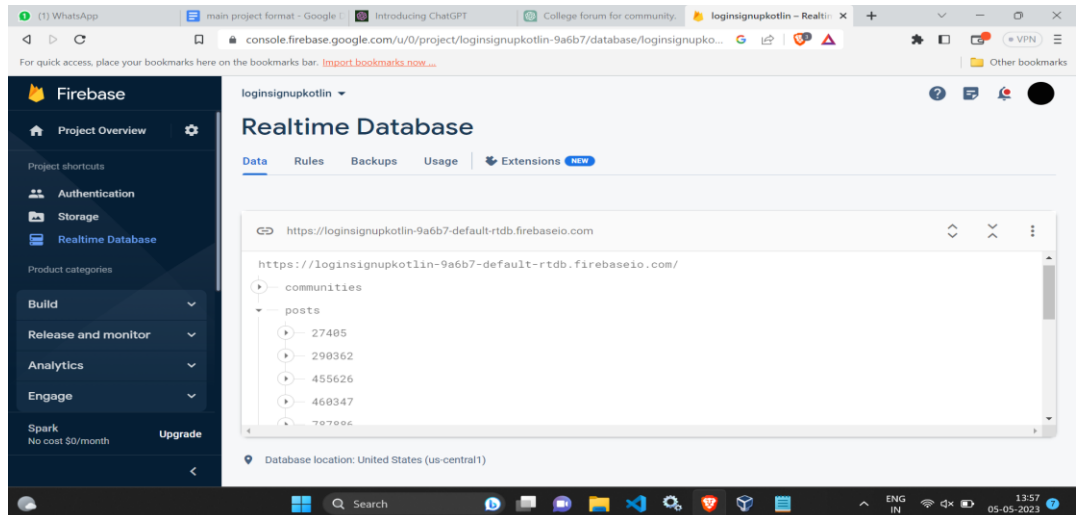 (1) WhatsApp
main project format - Google D
Introducing ChatGPT
College forum for community.
loginsignupkotlin – Realtim
console.firebase.google.com/u/0/project/loginsignupkotlin-9a6b7/database/loginsignupko...
VPN
For quick access, place your bookmarks here on the bookmarks bar. Import bookmarks now ...
Other bookmarks
Firebase
Project Overview
Project shortcuts
Authentication
Storage
Realtime Database
Product categories
Build
Release and monitor
Analytics
Engage
Spark
No cost $0/month
Upgrade
loginsignupkotlin
Realtime Database
Data Rules Backups Usage Extensions NEW
https://loginsignupkotlin-9a6b7-default-rtdb.firebaseio.com
https://loginsignupkotlin-9a6b7-default-rtdb.firebaseio.com/
communities
posts
27405
290362
455626
460347
787886
Database location: United States (us-central1)
Search
ENG
IN
13:57
05-05-2023
7